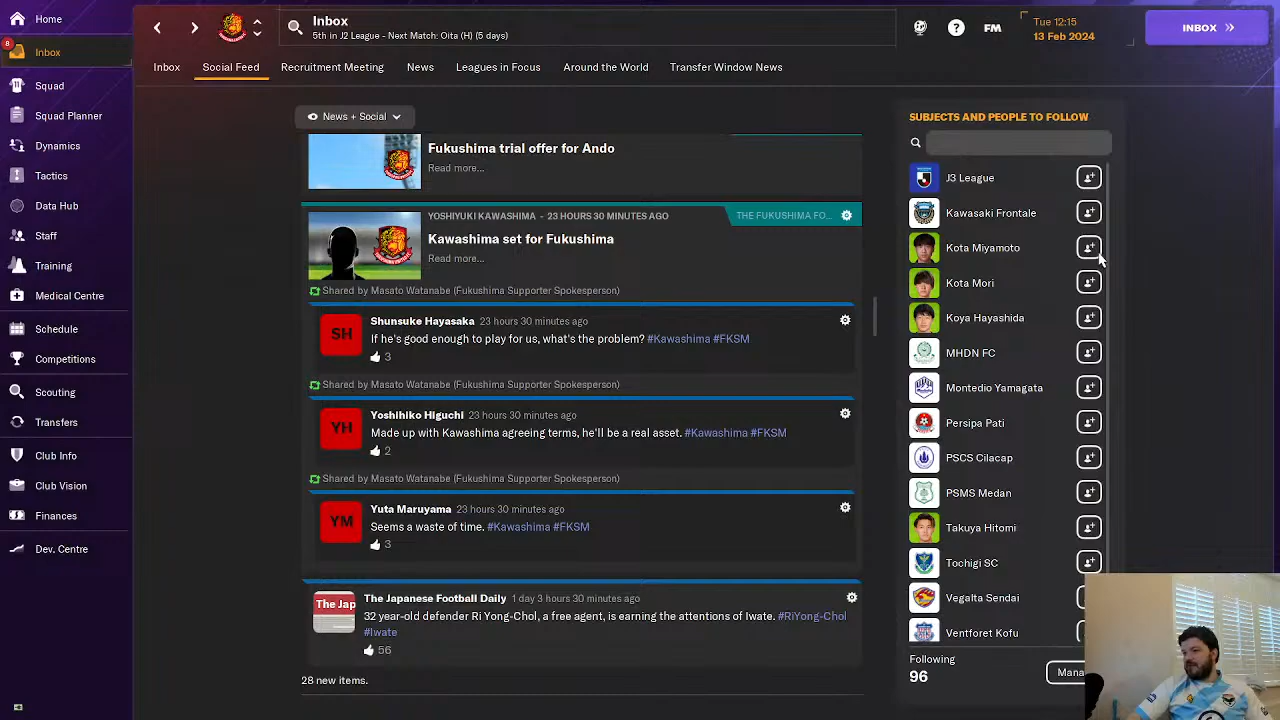 Home
8
Inbox
11
Squad
Squad Planner
Dynamics
Tactics
Data Hub
Staff
Training
Medical Centre
Schedule
Competitions
Scouting
Transfers
Club Info
Club Vision
Finances
Dev. Centre
Inbox
5th in J2 League - Next Match: Oita (H) (5 days)
?
FM
Tue 12:15
13 Feb 2024
INBOX
Inbox Social Feed Recruitment Meeting News Leagues in Focus Around the World Transfer Window News
News + Social
Fukushima trial offer for Ando
Read more...
YOSHIYUKI KAWASHIMA - 23 HOURS 30 MINUTES AGO
THE FUKUSHIMA FO...
Kawashima set for Fukushima
Read more...
Shared by Masato Watanabe (Fukushima Supporter Spokesperson)
SH
Shunsuke Hayasaka 23 hours 30 minutes ago
If he's good enough to play for us, what's the problem? #Kawashima #FKSM
3
Shared by Masato Watanabe (Fukushima Supporter Spokesperson)
YH
Yoshihiko Higuchi 23 hours 30 minutes ago
Made up with Kawashima agreeing terms, he'll be a real asset. #Kawashima #FKSM
2
Shared by Masato Watanabe (Fukushima Supporter Spokesperson)
YM
Yuta Maruyama 23 hours 30 minutes ago
Seems a waste of time. #Kawashima #FKSM
3
The Jap
The Japanese Football Daily 1 day 3 hours 30 minutes ago
32 year old defender Ri Yong-Chol, a free agent, is earning the attentions of Iwate. #RiYong-Chol
#Iwate
56
28 new items.
SUBJECTS AND PEOPLE TO FOLLOW
J3 League
Kawasaki Frontale
Kota Miyamoto
Kota Mori
Koya Hayashida
MHDN FC
Montedio Yamagata
Persipa Pati
PSCS Cilacap
PSMS Medan
Takuya Hitomi
Tochigi SC
Vegalta Sendai
Ventforet Kofu
Following
96
Mana